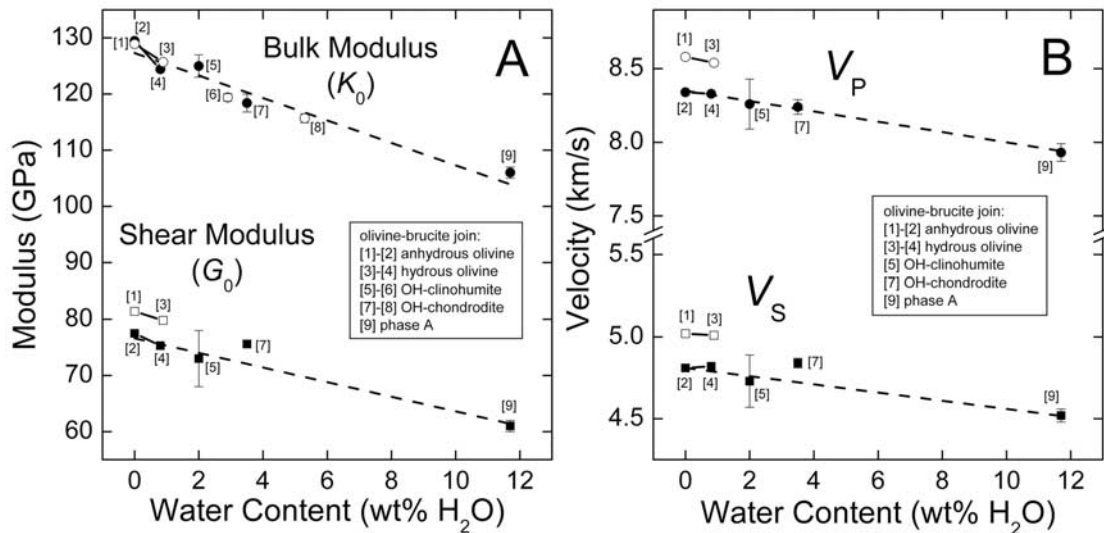 A
Bulk Modulus
(K₀)
[2]
[1]
[3]
[4]
[5]
[6]
[7]
[8]
[9]
130
120
110
100
90
80
70
60
Modulus (GPa)
Shear Modulus
(G₀)
olivine-brucite join:
[1]-[2] anhydrous olivine
[3]-[4] hydrous olivine
[5]-[6] OH-clinohumite
[7]-[8] OH-chondrodite
[9] phase A
[1]
[3]
[2]
[4]
[5]
[7]
[9]
0 2 4 6 8 10 12
Water Content (wt% H₂O)
B
V_P
[1]
[3]
[2]
[4]
[5]
[7]
[9]
8.5
8.0
7.5
5.0
4.5
Velocity (km/s)
olivine-brucite join:
[1]-[2] anhydrous olivine
[3]-[4] hydrous olivine
[5] OH-clinohumite
[7] OH-chondrodite
[9] phase A
V_S
[1]
[3]
[2]
[4]
[5]
[7]
[9]
5.5
0 2 4 6 8 10 12
Water Content (wt% H₂O)